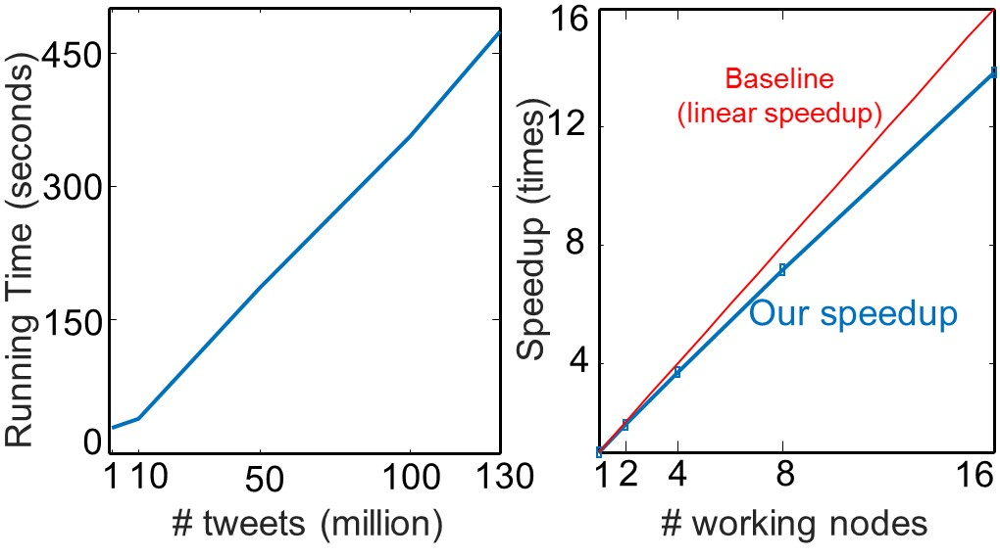 Running Time (seconds)
450
300
150
0
1 10 50 100 130
# tweets (million)
Speedup (times)
16
12
8
4
Baseline
(linear speedup)
Our speedup
1 2 4 8 16
# working nodes